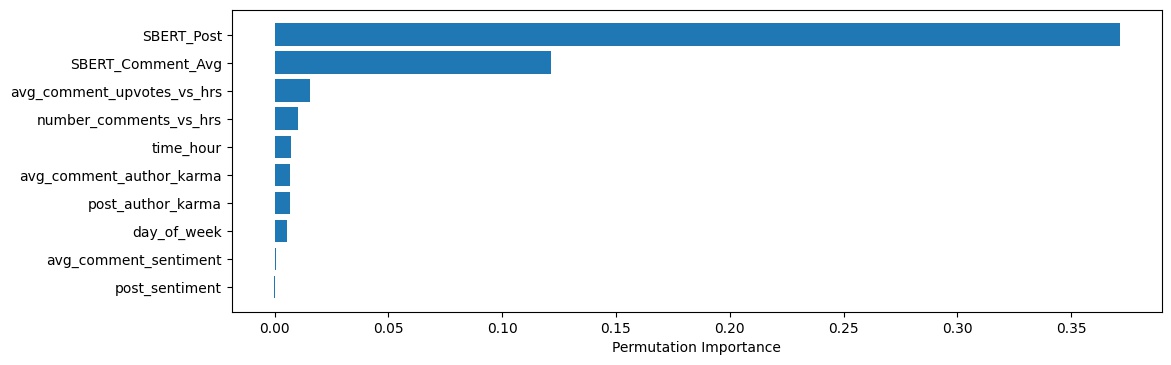 SBERT_Post
SBERT_Comment_Avg
avg_comment_upvotes_vs_hrs
number_comments_vs_hrs
time_hour
avg_comment_author_karma
post_author_karma
day_of_week
avg_comment_sentiment
post_sentiment
0.00 0.05 0.10 0.15 0.20 0.25 0.30 0.35
Permutation Importance